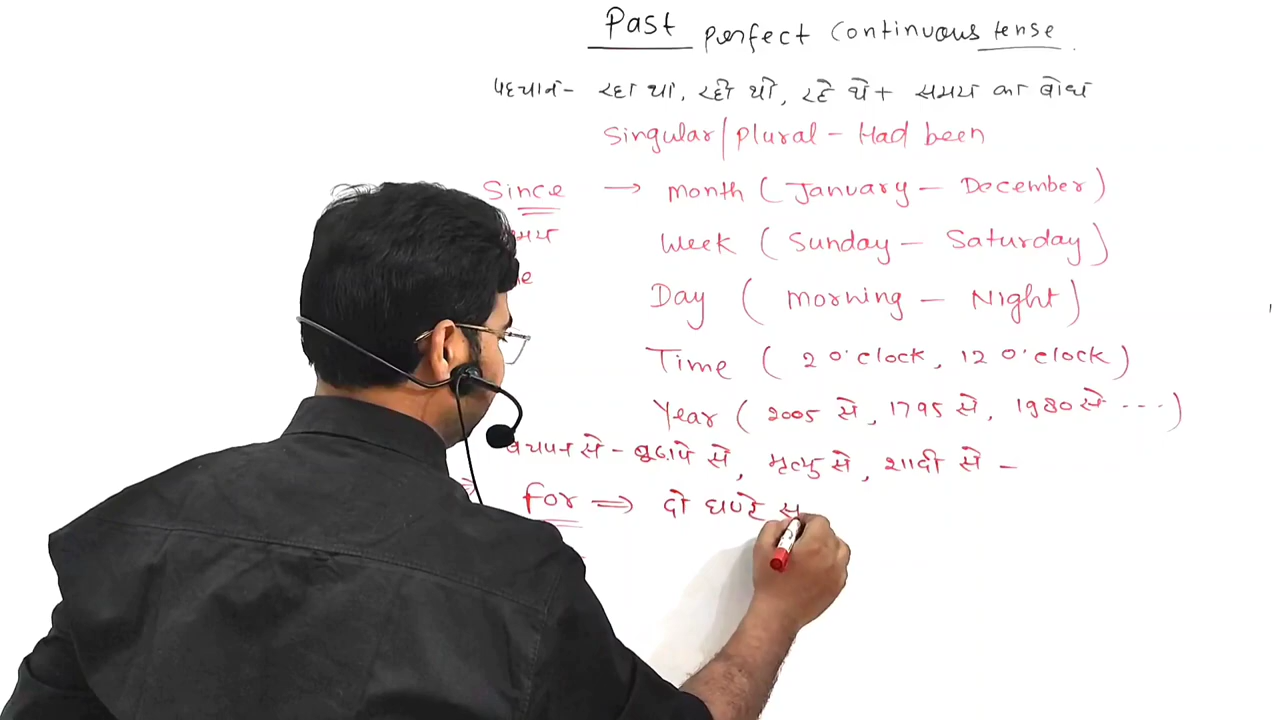 Past perfect continuous tense.
पहचान - रहा था, रही थी, रहे थे + समय का बोध
Singular/plural - Had been
Since → month (January - December)
Week (Sunday - Saturday)
Day (morning - Night)
Time (2 o'clock, 12 o'clock)
Year (2005 से, 1795 से, 1980 से ----)
बचपन से - बुढ़ापे से, मृत्यु से, शादी से -
for ⇒ दो घण्टे स